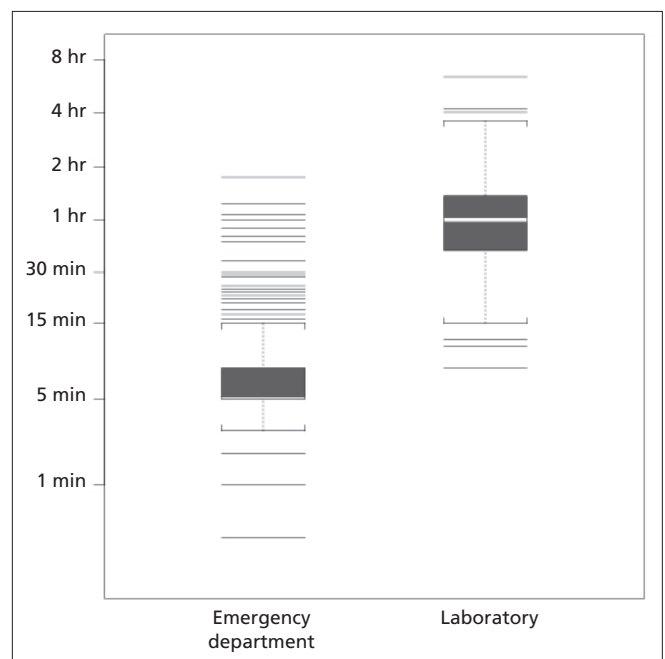 8 hr
4 hr
2 hr
1 hr
30 min
15 min
5 min
1 min
Emergency
department
Laboratory